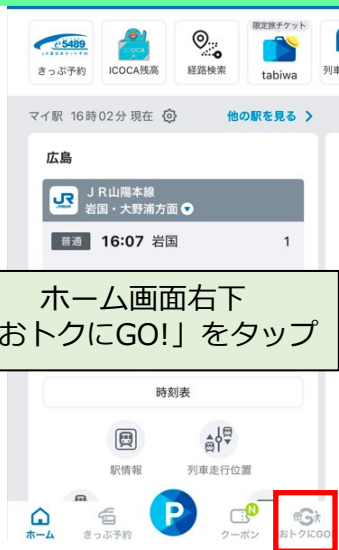 e5489
きっぷ予約
ICOCA
ICOCA残高
経路検索
限定旅チケット
tabiwa
列車
マイ駅 16時02分 現在
他の駅を見る
広島
JR
JR山陽本線
岩国・大野浦方面
普通 16:07 岩国 1
ホーム画面右下
おトクにGO!」をタップ
時刻表
駅情報
列車走行位置
P
N
ホーム
きっぷ予約
クーポン
おトクにGO